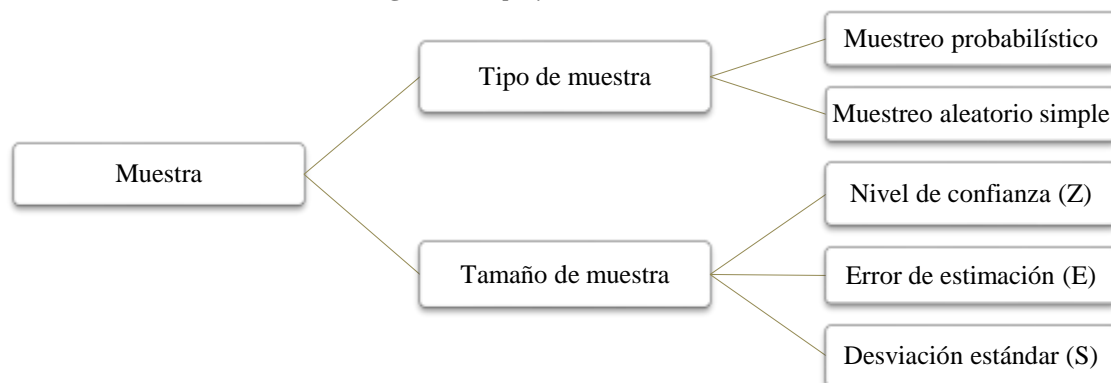 Muestra
Tipo de muestra
Muestreo probabilístico
Muestreo aleatorio simple
Tamaño de muestra
Nivel de confianza (Z)
Error de estimación (E)
Desviación estándar (S)